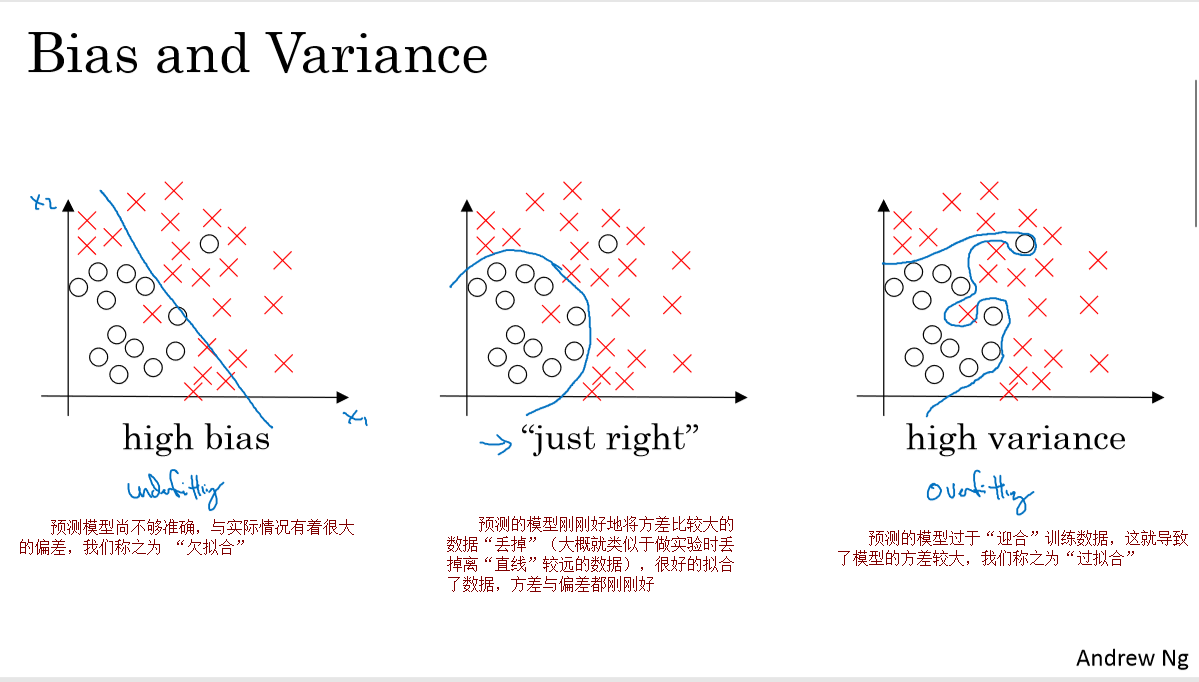 Bias and Variance
x2
x1
high bias
→ “just right”
high variance
underfitting
overfitting
预测模型尚不够准确，与实际情况有着很大
的偏差，我们称之为 “欠拟合”
预测的模型刚刚好地将方差比较大的
数据“丢掉”（大概就类似于做实验时丢
掉离“直线”较远的数据），很好的拟合
了数据，方差与偏差都刚刚好
预测的模型过于“迎合”训练数据，这就导致
了模型的方差较大，我们称之为“过拟合”
Andrew Ng